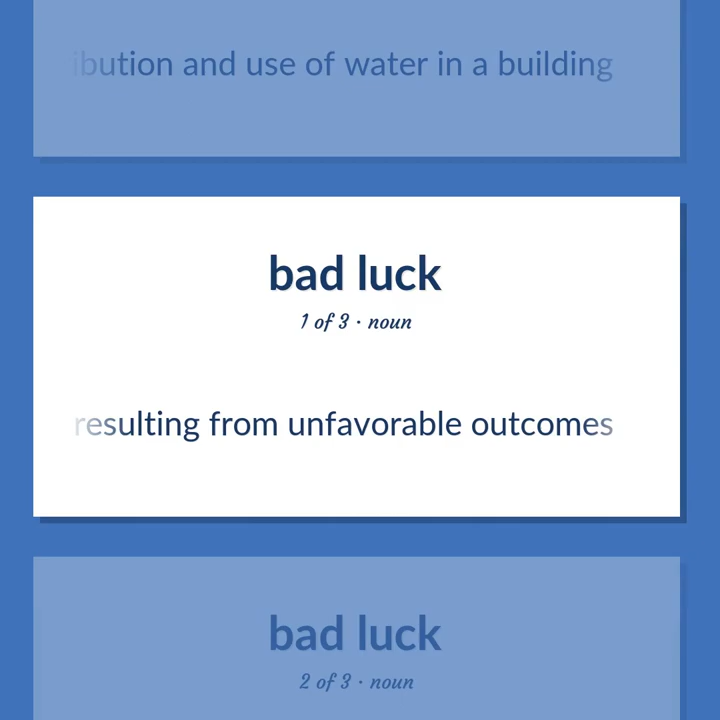 ibution and use of water in a building
bad luck
1 of 3 · noun
resulting from unfavorable outcomes
bad luck
2 of 3 · noun